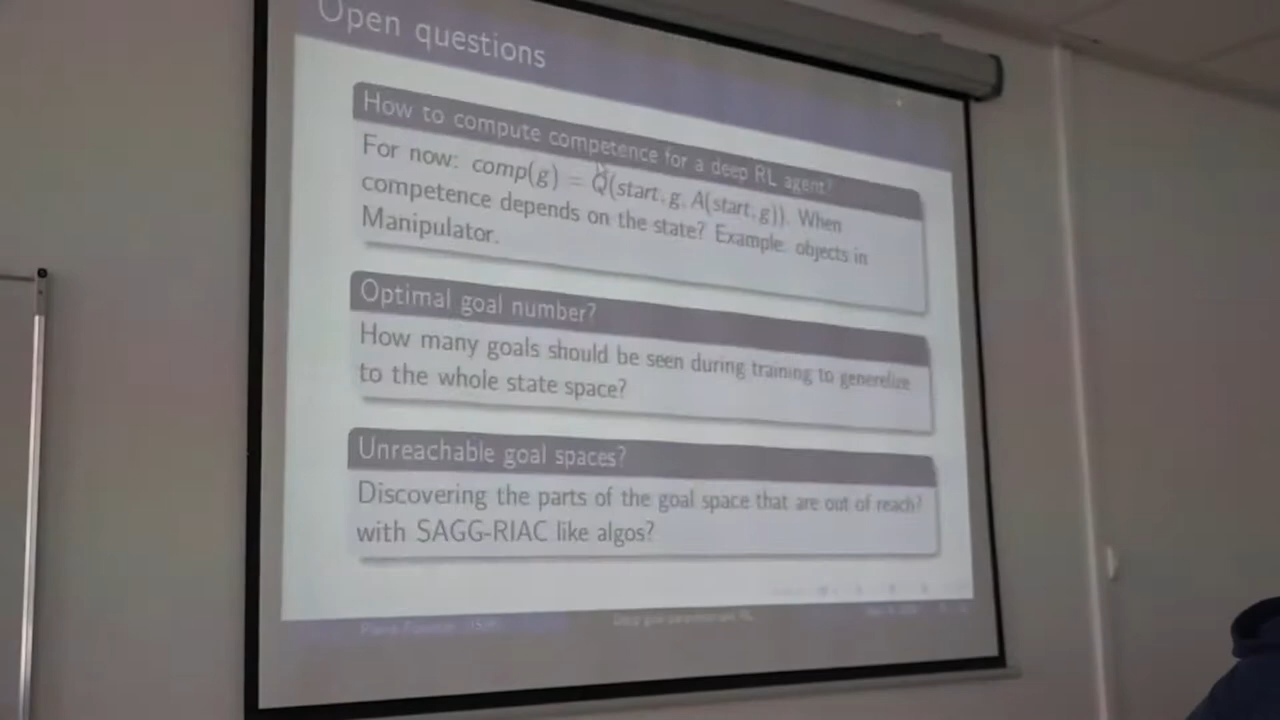 Open questions
How to compute competence for a deep RL agent?
For now: comp(g) = Q(start, g, A(start, g)). When
competence depends on the state? Example: objects in
Manipulator.
Optimal goal number?
How many goals should be seen during training to generelize
to the whole state space?
Unreachable goal spaces?
Discovering the parts of the goal space that are out of reach?
with SAGG-RIAC like algos?